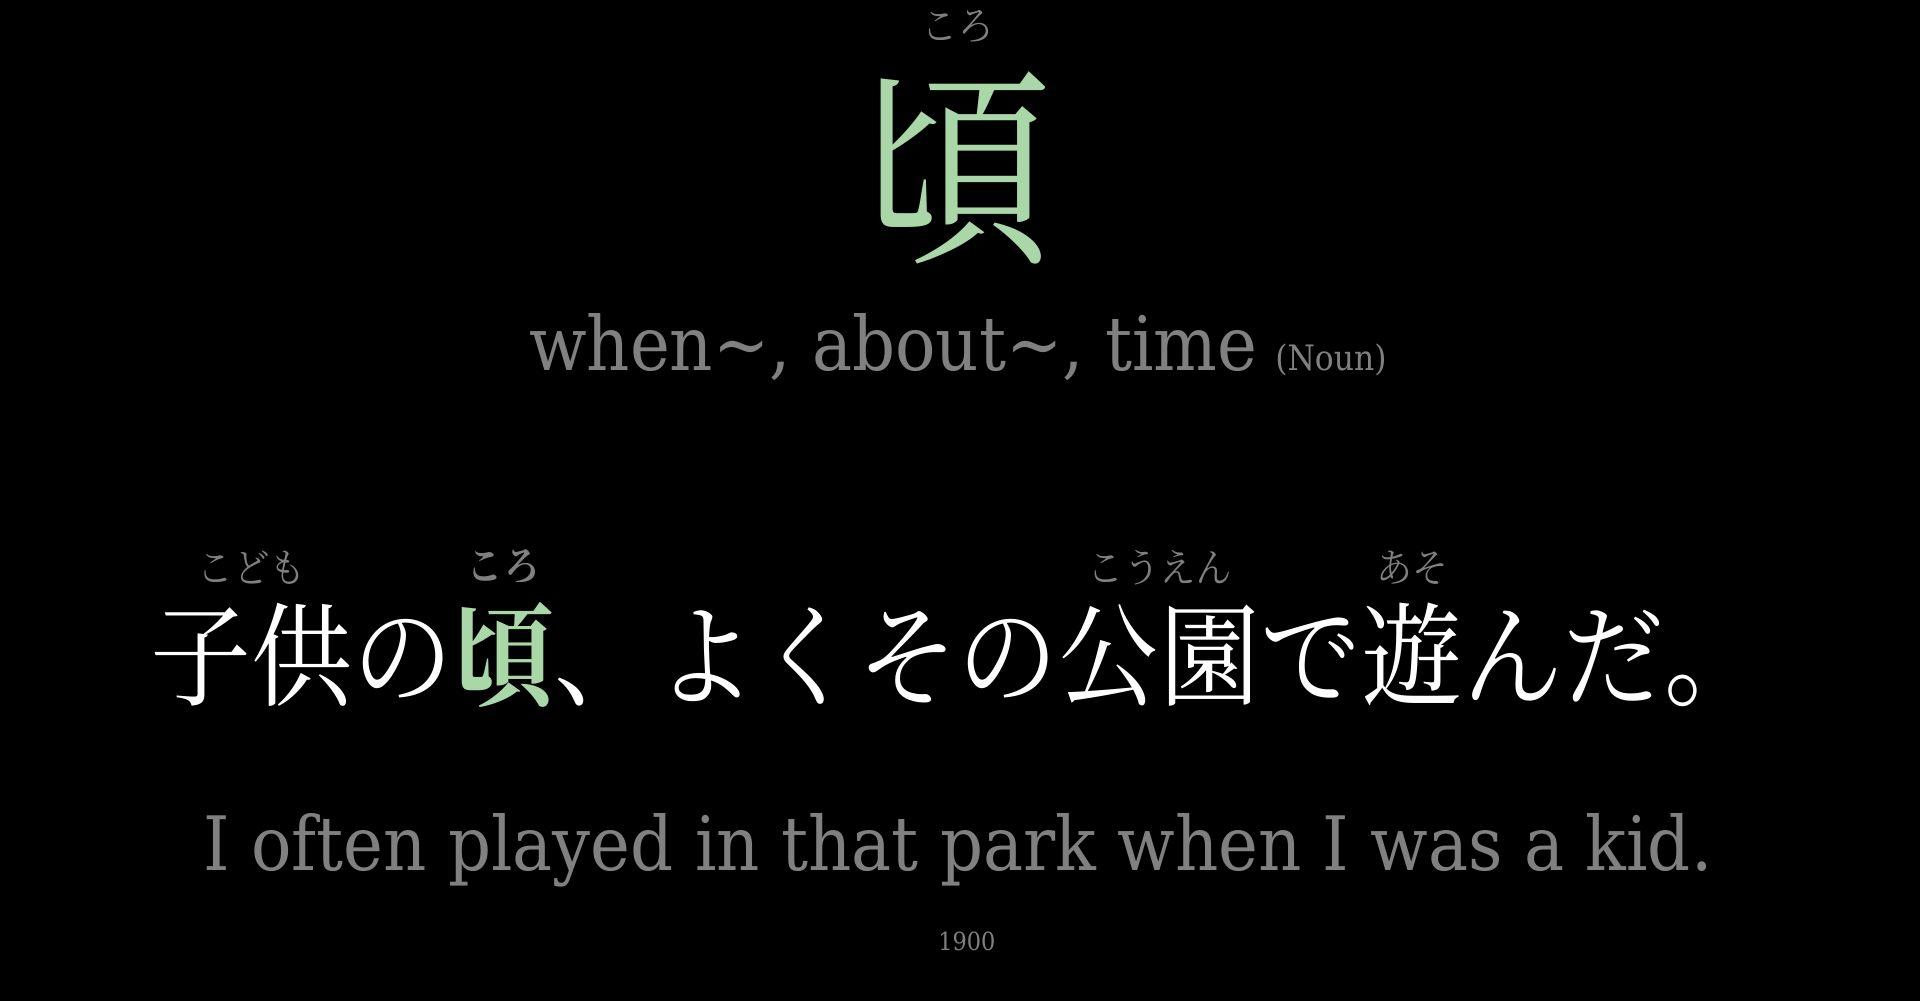 ころ
頃
when~, about~, time (Noun)
こども ころ こうえん あそ
子供の頃、よくその公園で遊んだ。
I often played in that park when I was a kid.
1900